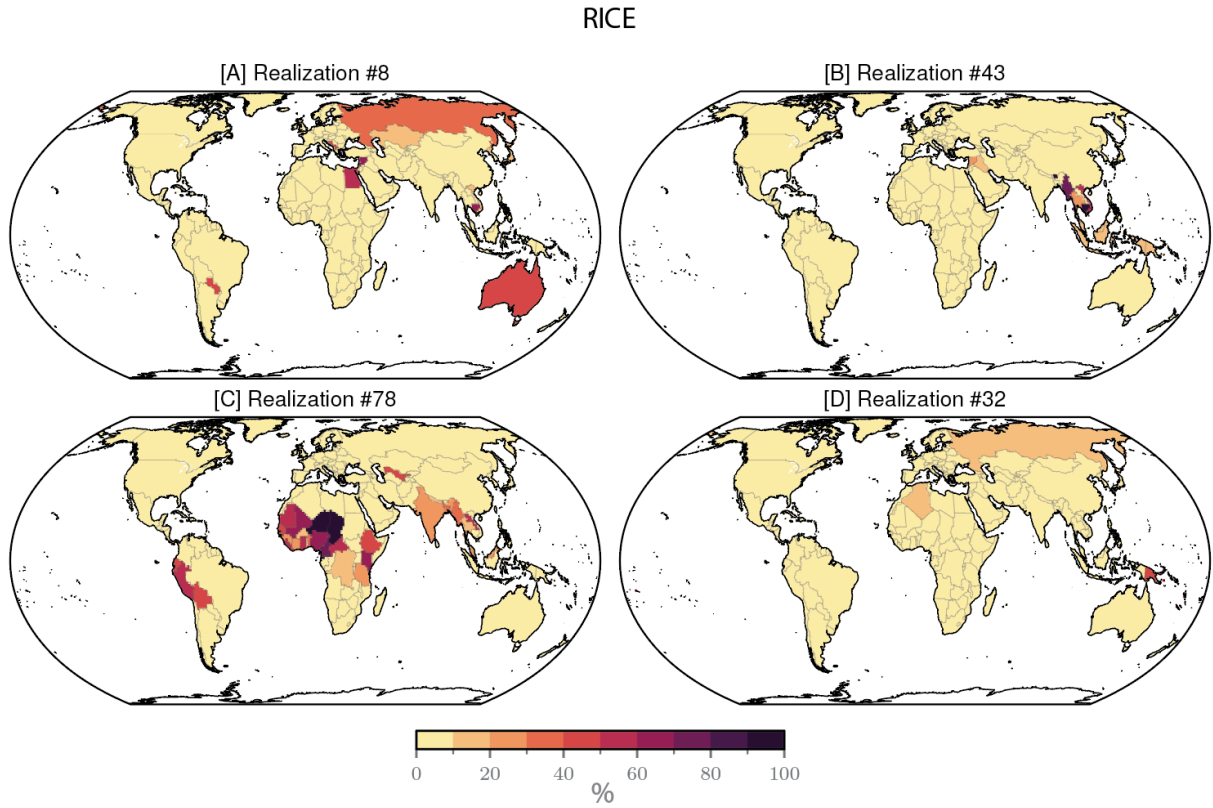 RICE
[A] Realization #8
[B] Realization #43
[C] Realization #78
[D] Realization #32
0 20 40 60 80 100
%